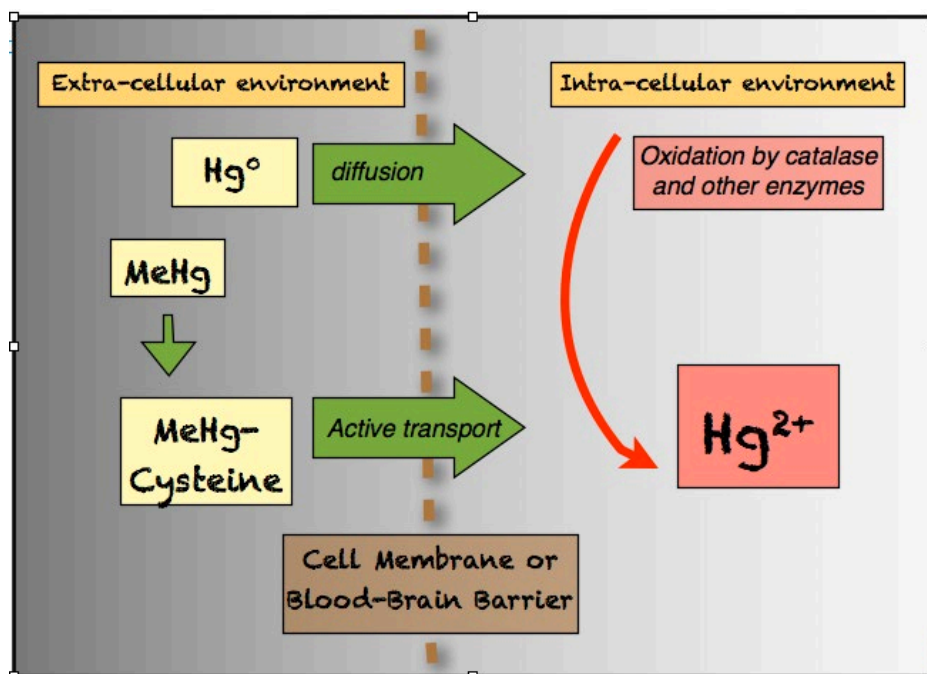 Extra-cellular environment
Intra-cellular environment
Hg°
diffusion
Oxidation by catalase
and other enzymes
MeHg
MeHg-
Cysteine
Active transport
Hg²⁺
Cell Membrane or
Blood-Brain Barrier